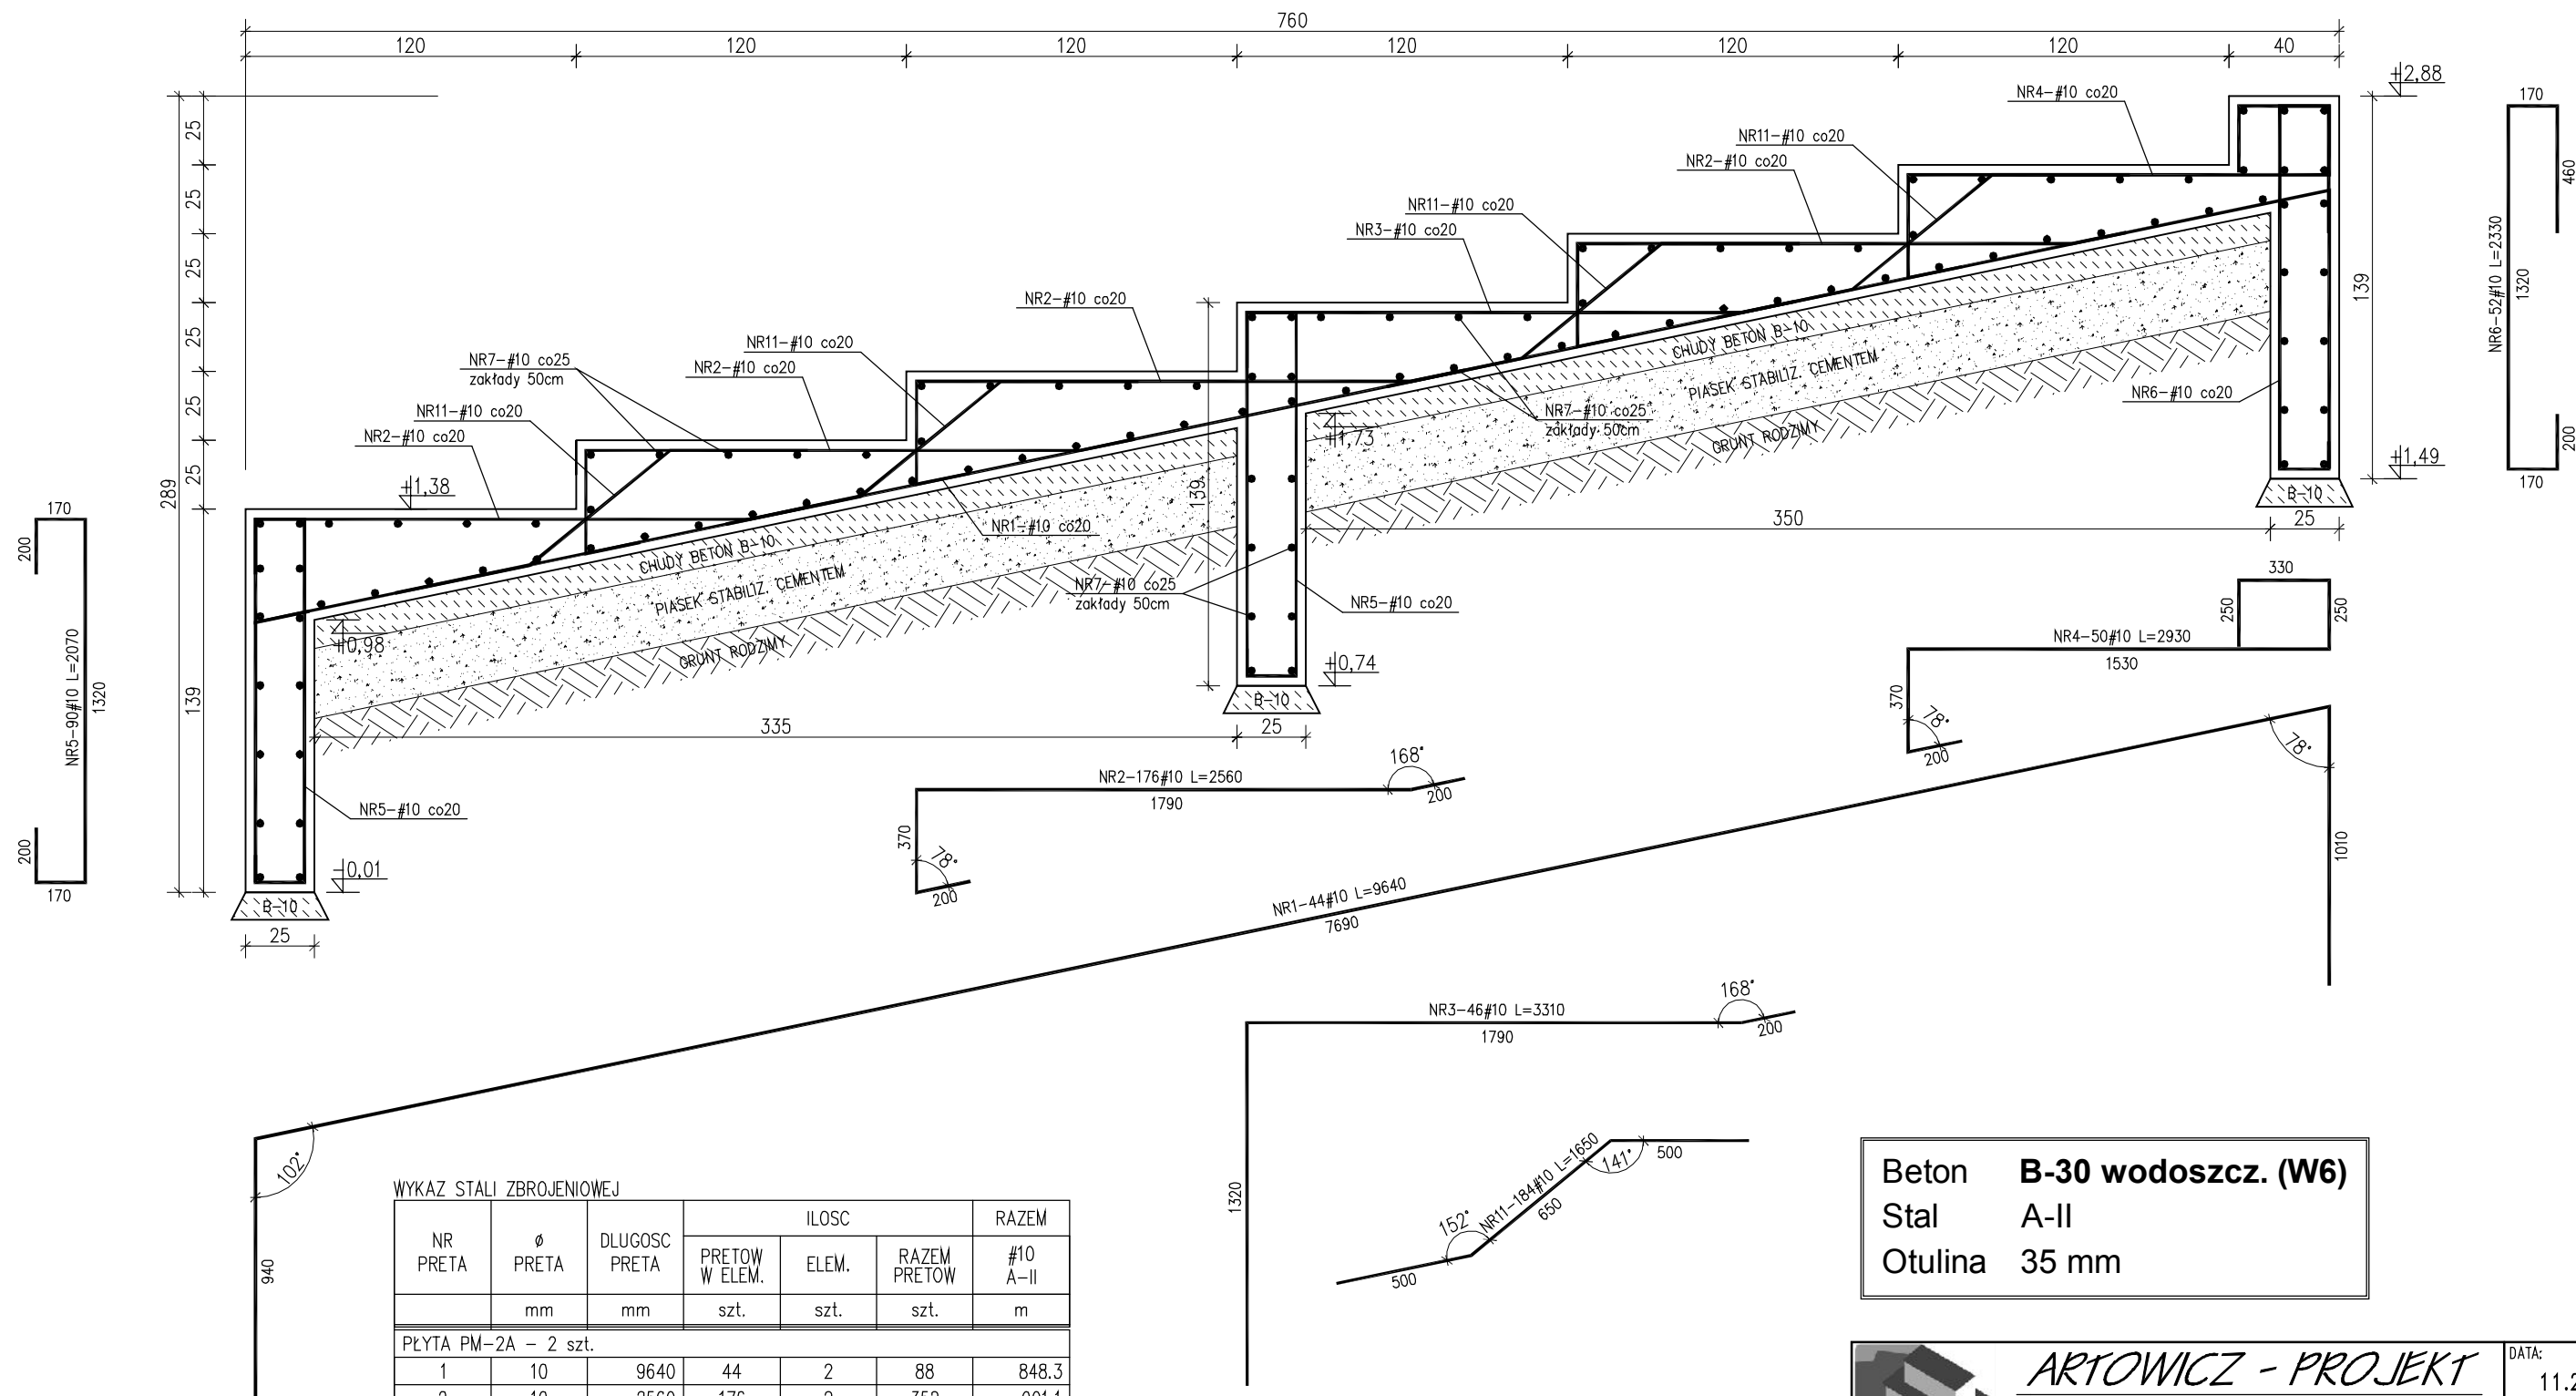 760
120 120 120 120 120 120 40
+2,88
NR4-#10 co20
170
25
NR11-#10 co20
NR2-#10 co20
460
25
NR11-#10 co20
NR3-#10 co20
25
NR6-52#10 L=2330
1320
139
NR2-#10 co20
25
NR11-#10 co20
NR7-#10 co25
zakłady 50cm
NR2-#10 co20
CHUDY BETON B-10
PIASEK STABILIZ. CEMENTEM
GRUNT RODZIMY
NR6-#10 co20
25
NR11-#10 co20
NR2-#10 co20
+1,73
NR7-#10 co25
zakłady 50cm
200
25
+1,49
289
+1,38
139
B-10
170
170
NR1-#10 co20
350
25
200
CHUDY BETON B-10
PIASEK STABILIZ. CEMENTEM
GRUNT RODZIMY
NR7-#10 co25
zakłady 50cm
NR5-#10 co20
330
250
250
+0,98
NR4-50#10 L=2930
1530
NR5-90#10 L=2070
1320
139
+0,74
B-10
370
78°
200
335
25
78°
168°
NR2-176#10 L=2560
1790
200
NR5-#10 co20
370
78°
200
1010
200
-0,01
170
B-10
NR1-44#10 L=9640
7690
25
168°
NR3-46#10 L=3310
1790
200
102°
940
1320
NR11-184#10 L=1650
650
141°
500
152°
500
Beton B-30 wodoszcz. (W6)
Stal A-II
Otulina 35 mm
WYKAZ STALI ZBROJENIOWEJ
NR PRETA ø PRETA DLUGOSC PRETA ILOSC RAZEM
PRETOW W ELEM. ELEM. RAZEM PRETOW #10 A-II
mm mm szt. szt. szt. m
PŁYTA PM-2A - 2 szt.
1 10 9640 44 2 88 848.3
ARTOWICZ - PROJEKT
DATA: